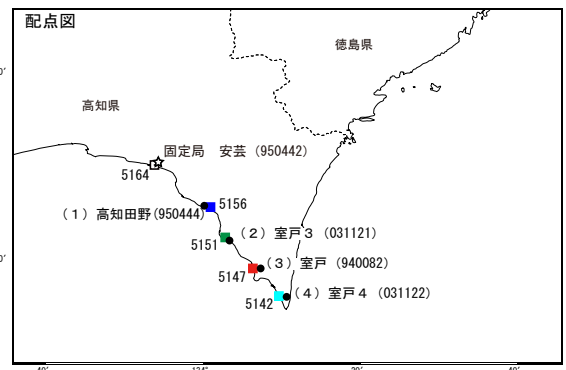 配点図
徳島県
高知県
固定局 安芸（950442）
5164
（１）高知田野(950444)
5156
5151
（２）室戸３（031121）
（３）室戸（940082）
5147
（４）室戸４（031122）
5142